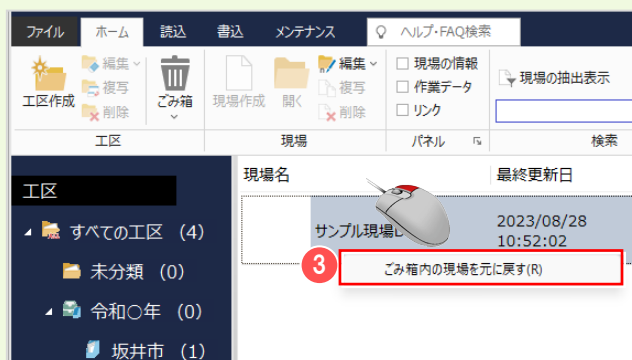 ファイル ホーム 読込 書込 メンテナンス ヘルプ・FAQ検索
編集 編集 現場の情報
工区作成 複写 ごみ箱 現場作成 開く 複写 作業データ 現場の抽出表示
削除 削除 リンク
工区 現場 パネル 検索
工区
すべての工区 (4)
未分類 (0)
令和〇年 (0)
坂井市 (1)
現場名 最終更新日
サンプル現場 2023/08/28
10:52:02
3 ごみ箱内の現場を元に戻す(R)